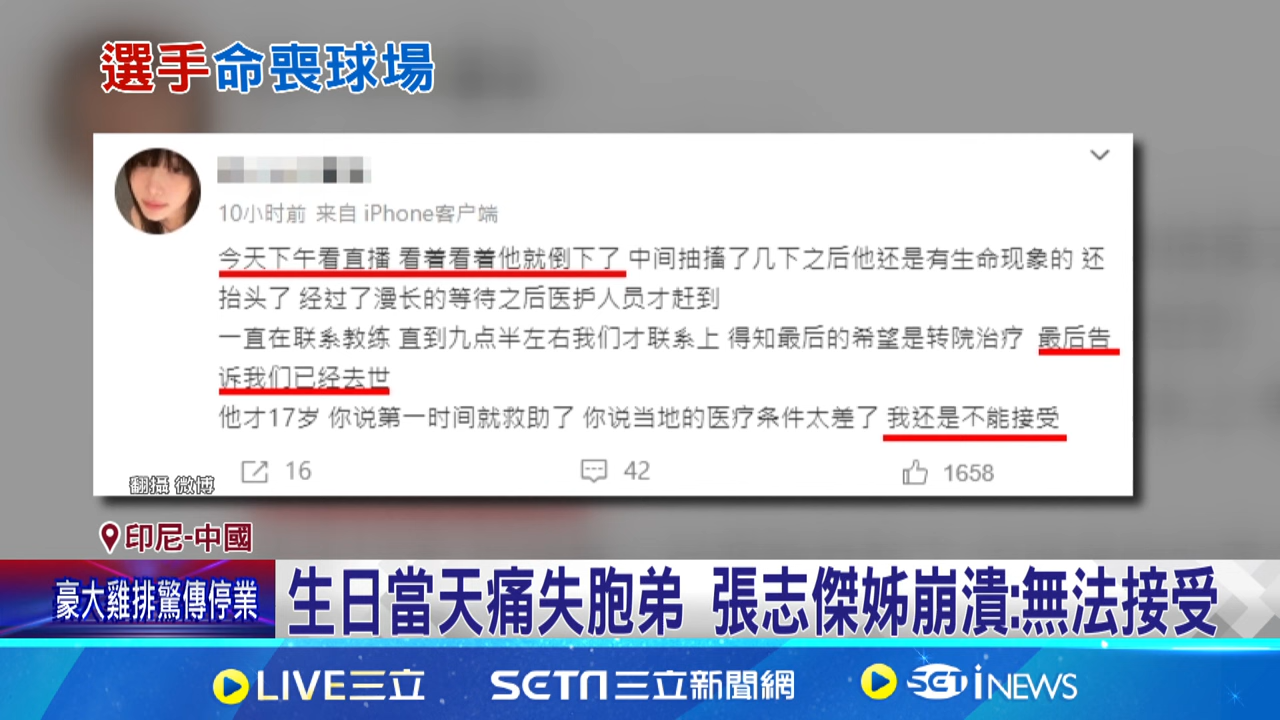 選手命喪球場
10小时前 来自 iPhone客户端
今天下午看直播 看着看着他就倒下了 中间抽搐了几下之后他还是有生命现象的 还
抬头了 经过了漫长的等待之后医护人员才赶到
一直在联系教练 直到九点半左右我们才联系上 得知最后的希望是转院治疗 最后告
诉我们已经去世
他才17岁 你说第一时间就救助了 你说当地的医疗条件太差了 我还是不能接受
16 42 1658
翻攝 微博
印尼-中國
豪大雞排驚傳停業 生日當天痛失胞弟 張志傑姊崩潰:無法接受
LIVE三立 SETN三立新聞網 SETiNEWS